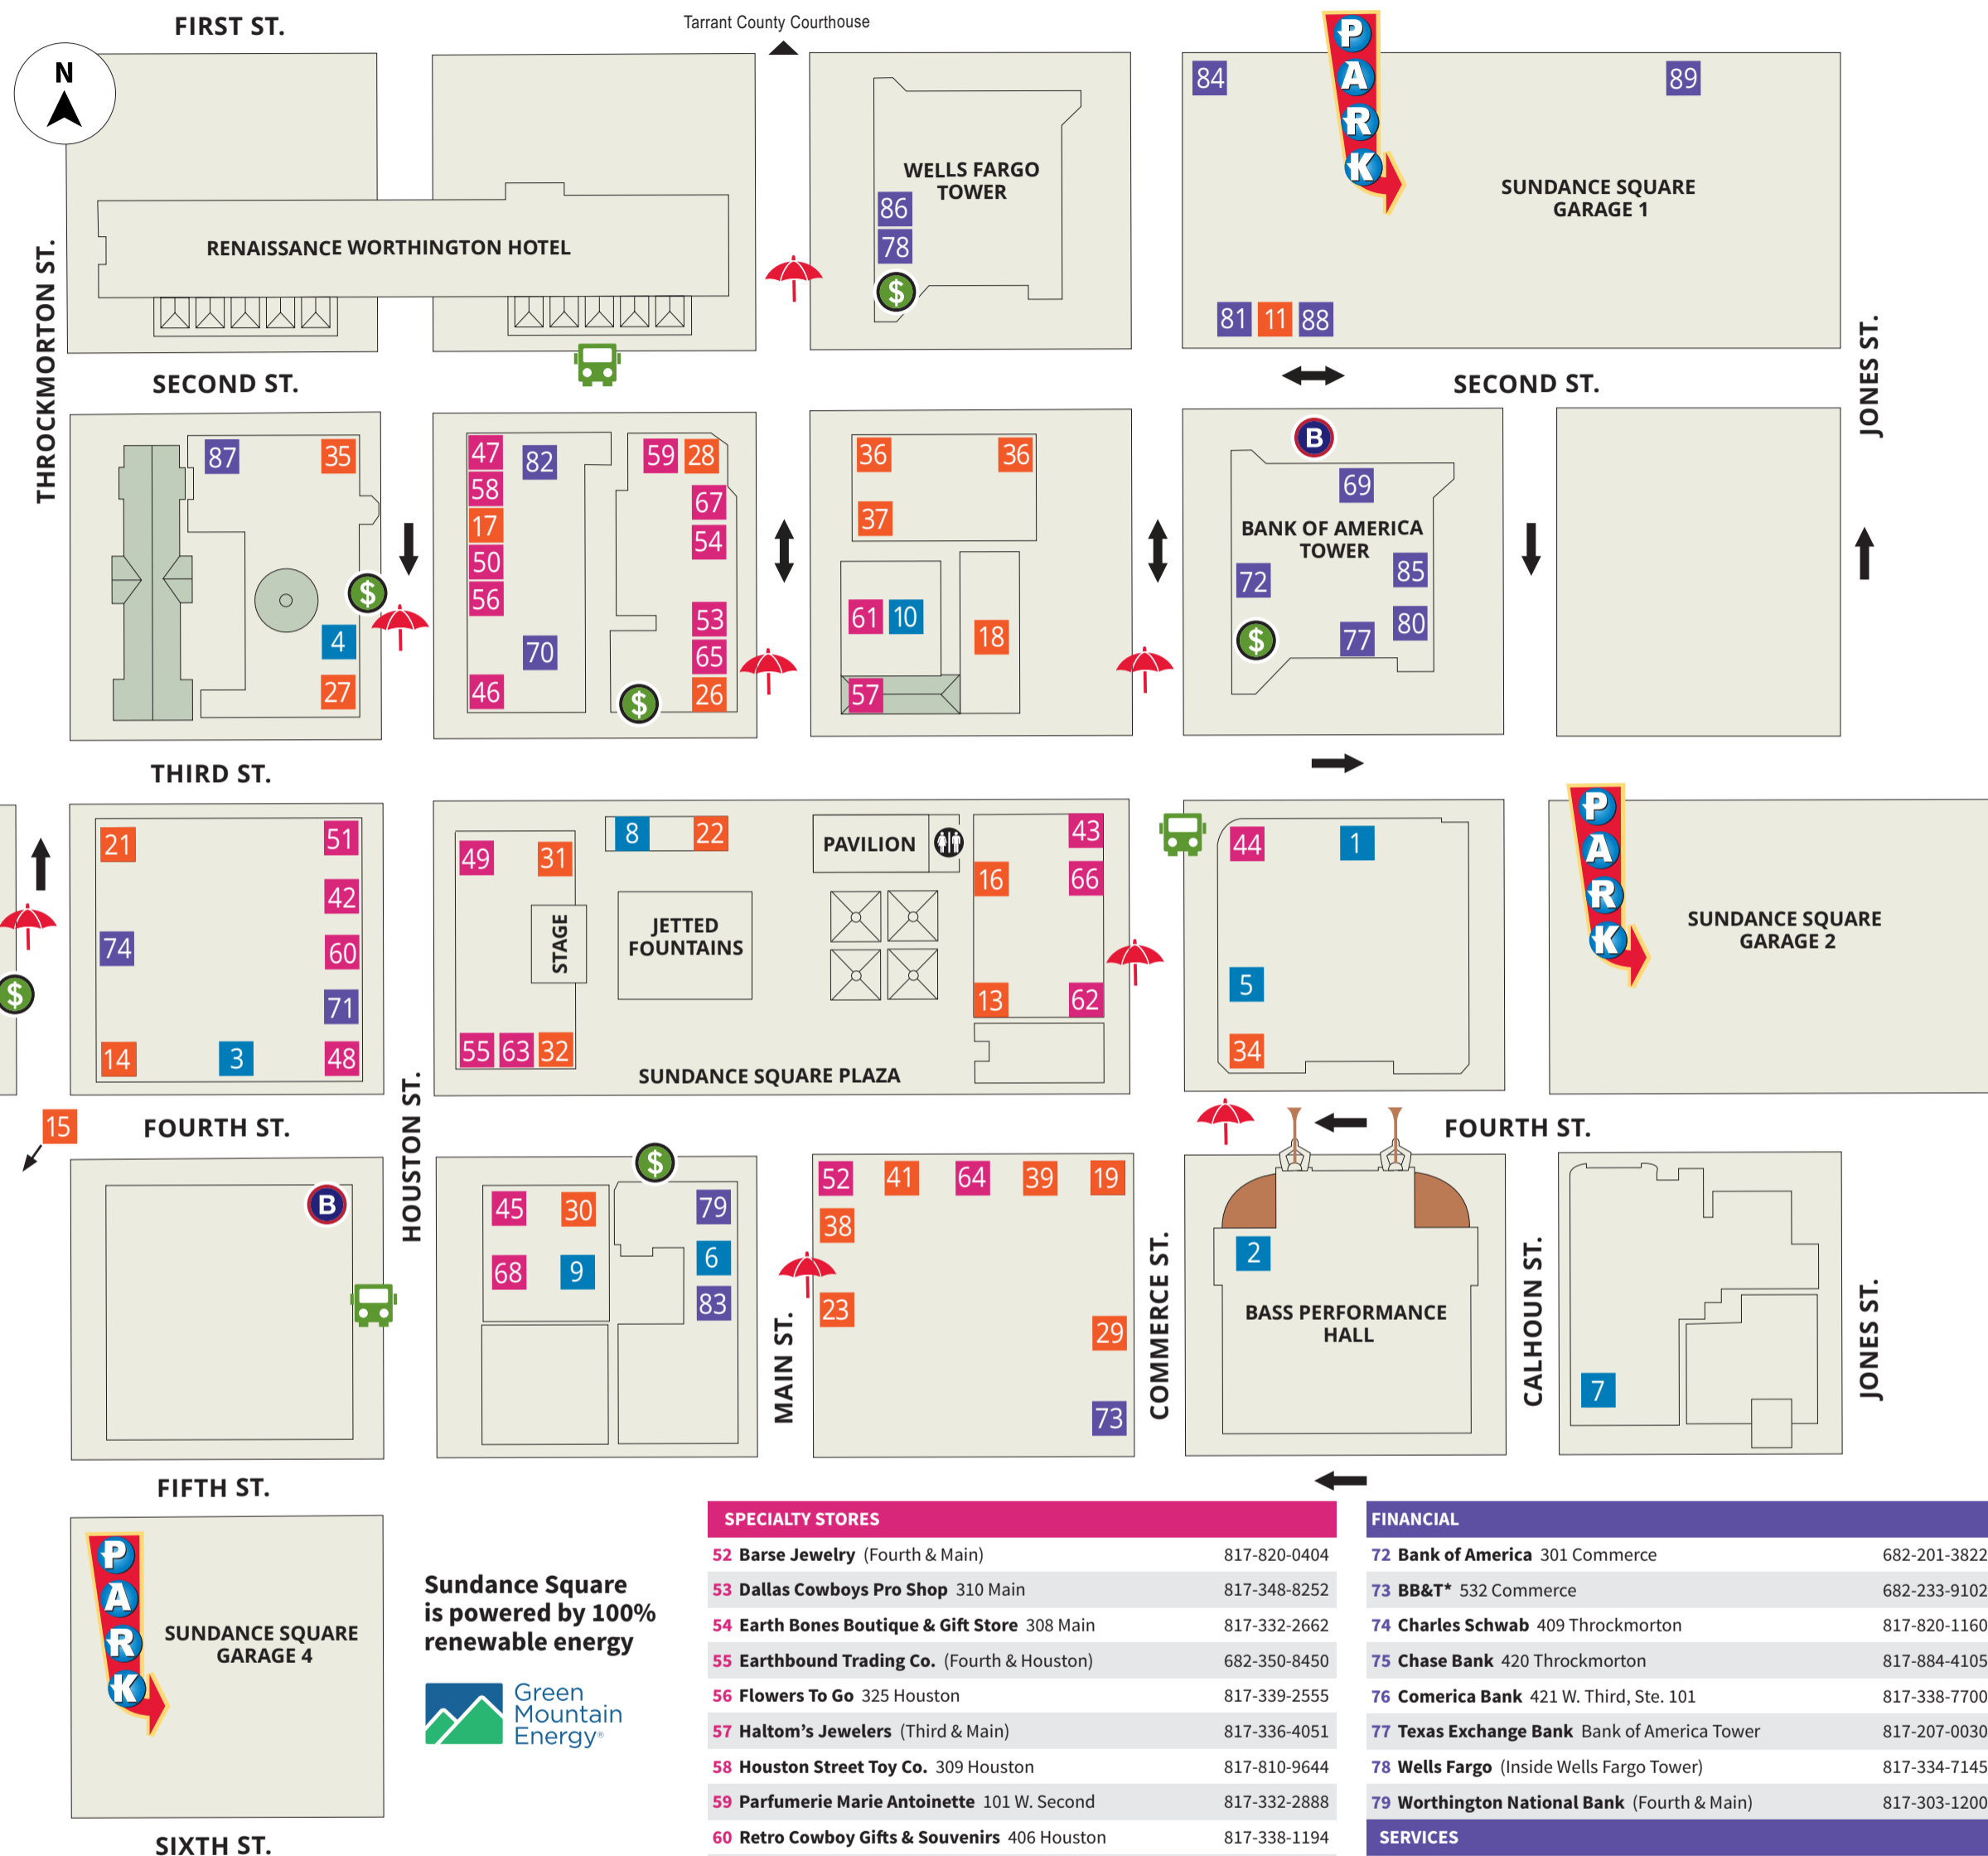 FIRST ST.
Tarrant County Courthouse
N
PARK
84
89
WELLS FARGO
TOWER
SUNDANCE SQUARE
GARAGE 1
86
78
RENAISSANCE WORTHINGTON HOTEL
$
81 11 88
THROCKMORTON ST.
JONES ST.
SECOND ST.
SECOND ST.
B
87 35
47 82 59 28
36 36
69
58 67
17 54
37
BANK OF AMERICA
TOWER
50
56
72 85
$
4
53
61 10
18
80
70 65
77
$
27
46 26
$
57
THIRD ST.
PARK
21 51
49 31
8 22
PAVILION
43
44 1
42
16 66
74 60
STAGE
JETTED
FOUNTAINS
SUNDANCE SQUARE
GARAGE 2
$
71
13 62
5
14 3 48
55 63 32
34
SUNDANCE SQUARE PLAZA
HOUSTON ST.
15
FOURTH ST.
FOURTH ST.
$
B
45 30 79
52 41 64 39 19
38
68 9 6
2
83
23
29
BASS PERFORMANCE
HALL
7
73
MAIN ST.
COMMERCE ST.
CALHOUN ST.
JONES ST.
FIFTH ST.
PARK
SUNDANCE SQUARE
GARAGE 4
SIXTH ST.
Sundance Square
is powered by 100%
renewable energy
Green
Mountain
Energy®
SPECIALTY STORES
52 Barse Jewelry (Fourth & Main) 817-820-0404
53 Dallas Cowboys Pro Shop 310 Main 817-348-8252
54 Earth Bones Boutique & Gift Store 308 Main 817-332-2662
55 Earthbound Trading Co. (Fourth & Houston) 682-350-8450
56 Flowers To Go 325 Houston 817-339-2555
57 Haltom's Jewelers (Third & Main) 817-336-4051
58 Houston Street Toy Co. 309 Houston 817-810-9644
59 Parfumerie Marie Antoinette 101 W. Second 817-332-2888
60 Retro Cowboy Gifts & Souvenirs 406 Houston 817-338-1194
FINANCIAL
72 Bank of America 301 Commerce 682-201-3822
73 BB&T* 532 Commerce 682-233-9102
74 Charles Schwab 409 Throckmorton 817-820-1160
75 Chase Bank 420 Throckmorton 817-884-4105
76 Comerica Bank 421 W. Third, Ste. 101 817-338-7700
77 Texas Exchange Bank Bank of America Tower 817-207-0030
78 Wells Fargo (Inside Wells Fargo Tower) 817-334-7145
79 Worthington National Bank (Fourth & Main) 817-303-1200
SERVICES